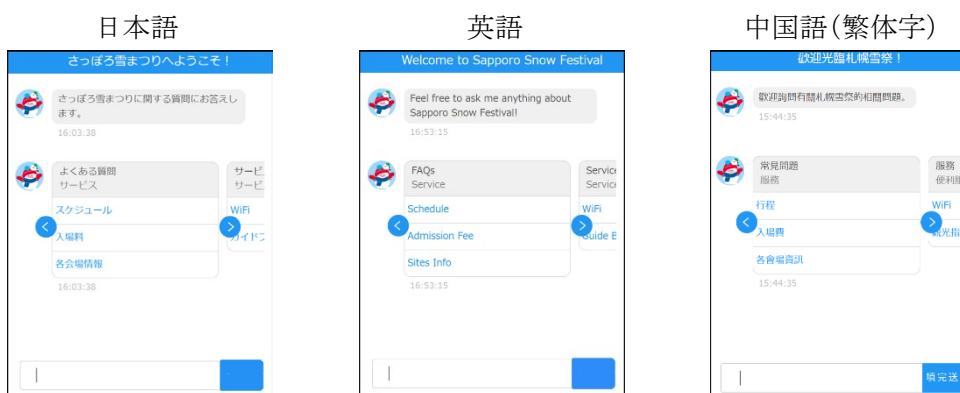 日本語
さっぽろ雪まつりへようこそ！
さっぽろ雪まつりに関する質問にお答えし
ます。
16:03:38
よくある質問
サービス
スケジュール
入場料
各会場情報
サービ
サービ
WiFi
ガイドブ
16:03:38
英語
Welcome to Sapporo Snow Festival
Feel free to ask me anything about
Sapporo Snow Festival!
16:53:15
FAQs
Service
Schedule
Admission Fee
Sites Info
Service
Service
WiFi
Guide B
16:53:15
中国語(繁体字)
歡迎光臨札幌雪祭！
歡迎詢問有關札幌雪祭的相關問題。
15:44:35
常見問題
服務
行程
入場費
各會場資訊
服務
便利
WiFi
觀光指
15:44:35
填完送